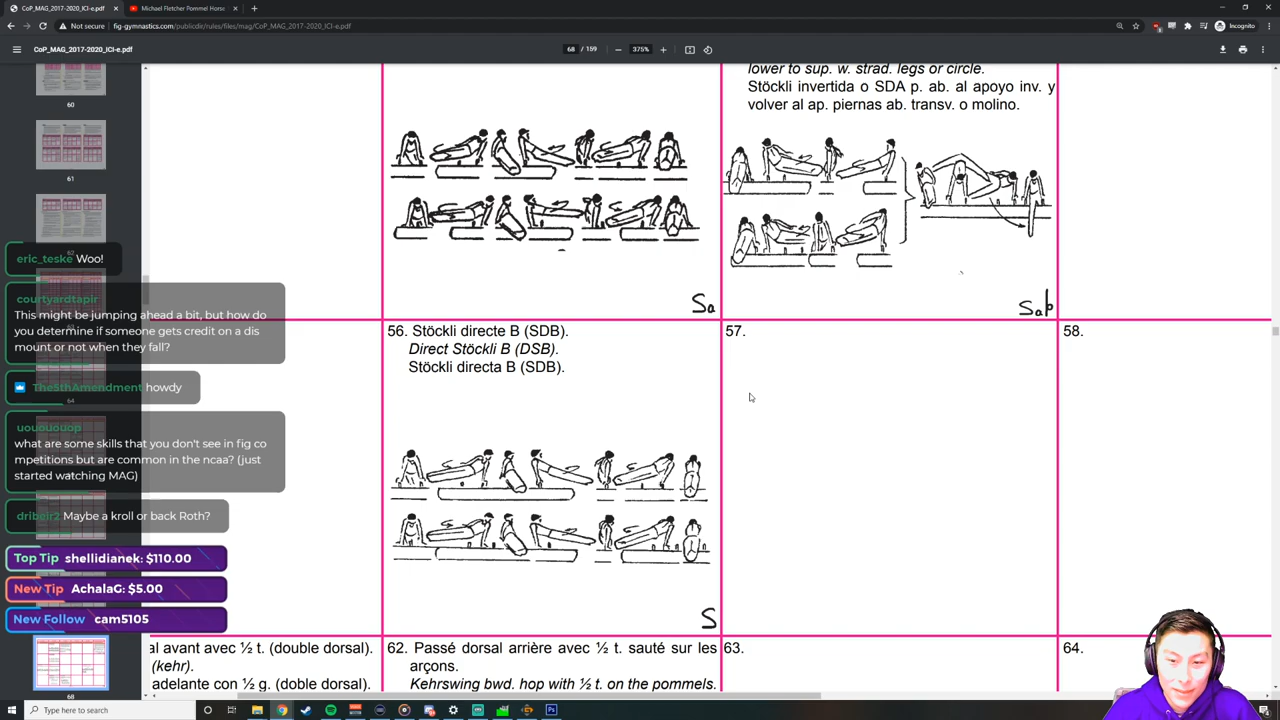 CoP_MAG_2017-2020_ICI-e.pdf
Michael Fletcher Pommel Hors
Not secure
fig-gymnastics.com/publicdir/rules/files/mag/CoP_MAG_2017-2020_ICI-e.pdf
Incognito
CoP_MAG_2017-2020_ICI-e.pdf
68 / 159
375%
60
61
62
64
68
lower to sup. w. strad. legs or circle.
Stöckli invertida o SDA p. ab. al apoyo inv. y
volver al ap. piernas ab. transv. o molino.
Sa
Sab
56. Stöckli directe B (SDB).
Direct Stöckli B (DSB).
Stöckli directa B (SDB).
S
57.
58.
al avant avec ½ t. (double dorsal).
(kehr).
adelante con ½ g. (doble dorsal).
62. Passé dorsal arrière avec ½ t. sauté sur les
arçons.
Kehrswing bwd. hop with ½ t. on the pommels.
63.
64.
eric_teske Woo!
courtyardtapir
This might be jumping ahead a bit, but how do
you determine if someone gets credit on a dis
mount or not when they fall?
The5thAmendment howdy
uououououp
what are some skills that you don't see in fig co
mpetitions but are common in the ncaa? (just
started watching MAG)
dribeir2 Maybe a kroll or back Roth?
Top Tip shellidianek: $110.00
New Tip AchalaG: $5.00
New Follow cam5105
Type here to search